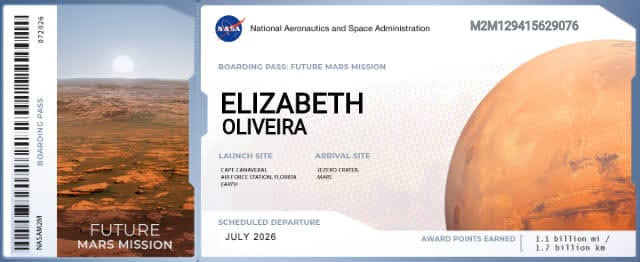 072026
BOARDING PASS
NASAM2M
FUTURE
MARS MISSION
NASA
National Aeronautics and Space Administration
M2M129415629076
BOARDING PASS: FUTURE MARS MISSION
ELIZABETH
OLIVEIRA
LAUNCH SITE
CAPE CANAVERAL
AIR FORCE STATION, FLORIDA
EARTH
ARRIVAL SITE
JEZERO CRATER,
MARS
SCHEDULED DEPARTURE
JULY 2026
AWARD POINTS EARNED
1.1 billion mi /
1.7 billion km